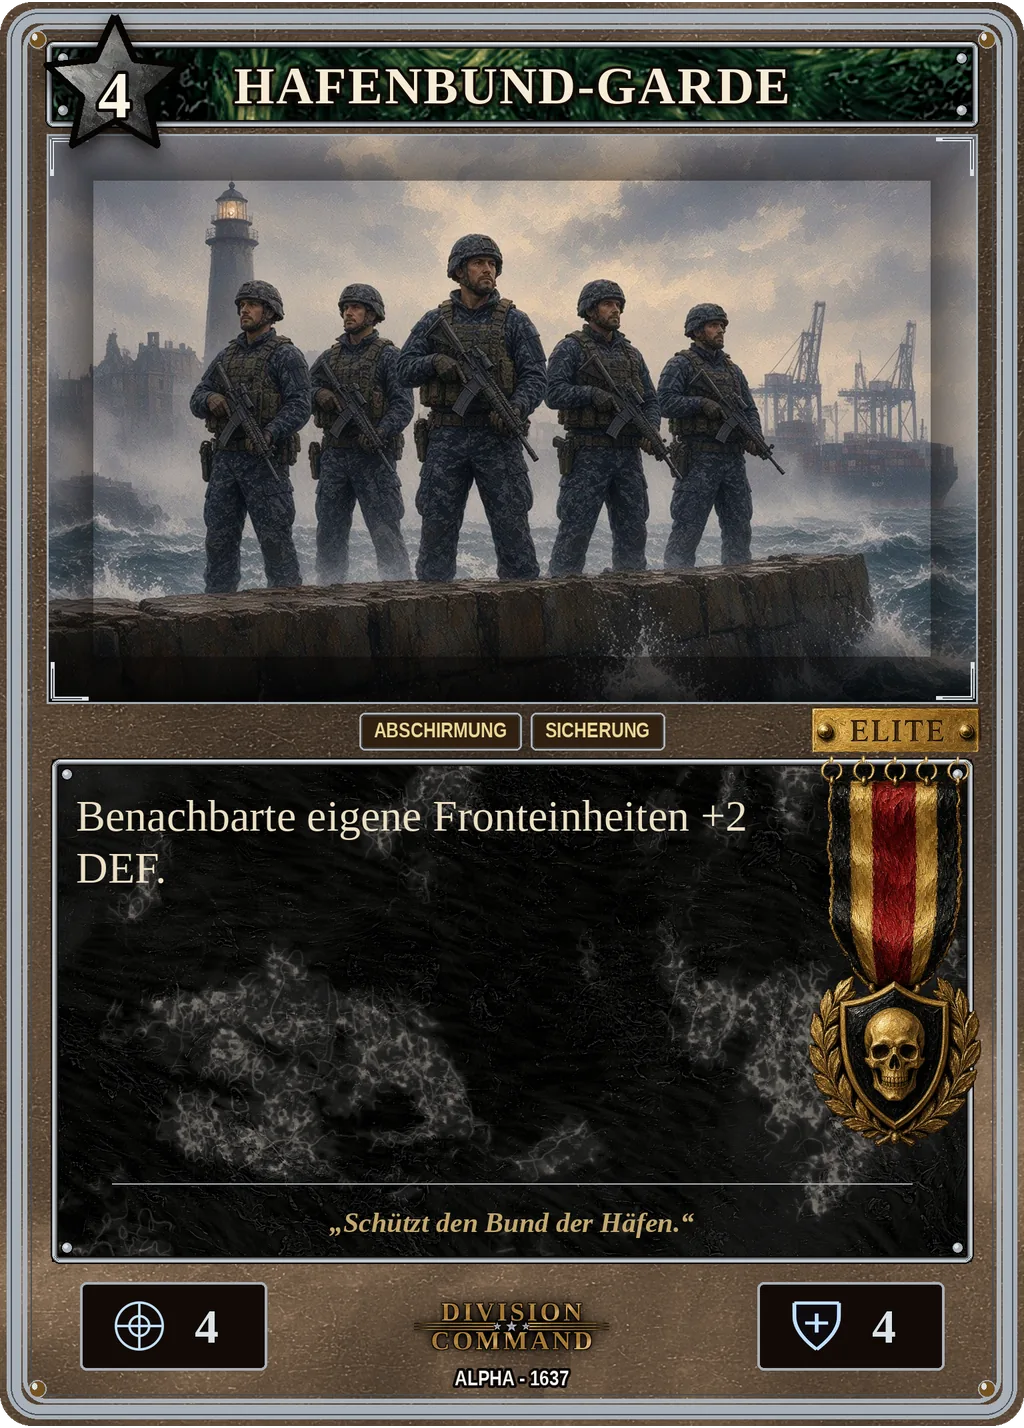 4
HAFENBUND-GARDE
ABSCHIRMUNG
SICHERUNG
ELITE
Benachbarte eigene Fronteinheiten +2
DEF.
„Schützt den Bund der Häfen.“
4
DIVISION
COMMAND
4
ALPHA - 1637